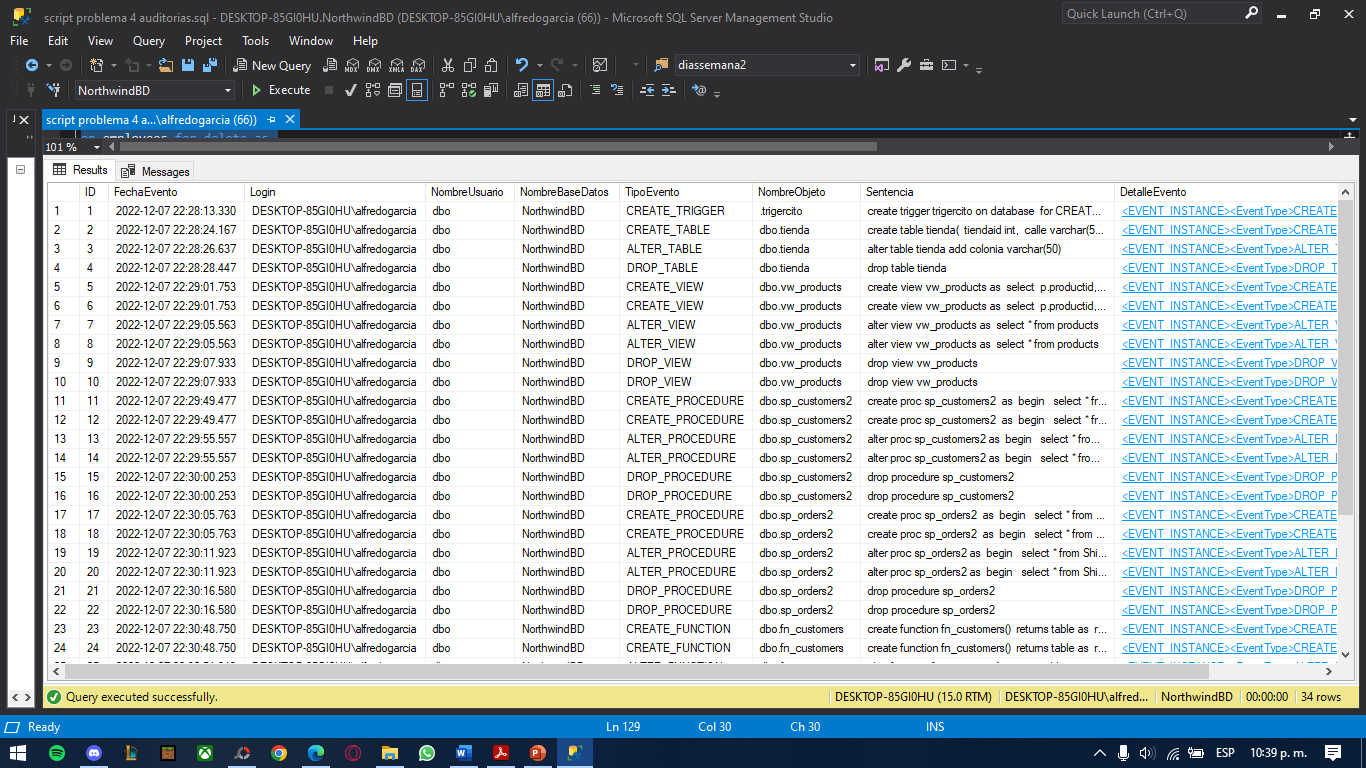 script problema 4 auditorias.sql - DESKTOP-85GI0HU.NorthwindBD (DESKTOP-85GI0HU\alfredogarcia (66)) - Microsoft SQL Server Management Studio
Quick Launch (Ctrl+Q)
File Edit View Query Project Tools Window Help
New Query MDX DMX XMLA DAX diassemana2
NorthwindBD Execute
script problema 4 a...\alfredogarcia (66))
on employees for delete as
101 %
Results Messages
ID FechaEvento Login NombreUsuario NombreBaseDatos TipoEvento NombreObjeto Sentencia DetalleEvento
1 1 2022-12-07 22:28:13.330 DESKTOP-85GI0HU\alfredogarcia dbo NorthwindBD CREATE_TRIGGER .trigercito create trigger trigercito on database for CREAT... <EVENT_INSTANCE><EventType>CREATE
2 2 2022-12-07 22:28:24.167 DESKTOP-85GI0HU\alfredogarcia dbo NorthwindBD CREATE_TABLE dbo.tienda create table tienda( tiendaid int, calle varchar(5... <EVENT_INSTANCE><EventType>CREATE
3 3 2022-12-07 22:28:26.637 DESKTOP-85GI0HU\alfredogarcia dbo NorthwindBD ALTER_TABLE dbo.tienda alter table tienda add colonia varchar(50) <EVENT_INSTANCE><EventType>ALTER_T
4 4 2022-12-07 22:28:28.447 DESKTOP-85GI0HU\alfredogarcia dbo NorthwindBD DROP_TABLE dbo.tienda drop table tienda <EVENT_INSTANCE><EventType>DROP_T
5 5 2022-12-07 22:29:01.753 DESKTOP-85GI0HU\alfredogarcia dbo NorthwindBD CREATE_VIEW dbo.vw_products create view vw_products as select p.productid,... <EVENT_INSTANCE><EventType>CREATE
6 6 2022-12-07 22:29:01.753 DESKTOP-85GI0HU\alfredogarcia dbo NorthwindBD CREATE_VIEW dbo.vw_products create view vw_products as select p.productid,... <EVENT_INSTANCE><EventType>CREATE
7 7 2022-12-07 22:29:05.563 DESKTOP-85GI0HU\alfredogarcia dbo NorthwindBD ALTER_VIEW dbo.vw_products alter view vw_products as select * from products <EVENT_INSTANCE><EventType>ALTER_V
8 8 2022-12-07 22:29:05.563 DESKTOP-85GI0HU\alfredogarcia dbo NorthwindBD ALTER_VIEW dbo.vw_products alter view vw_products as select * from products <EVENT_INSTANCE><EventType>ALTER_V
9 9 2022-12-07 22:29:07.933 DESKTOP-85GI0HU\alfredogarcia dbo NorthwindBD DROP_VIEW dbo.vw_products drop view vw_products <EVENT_INSTANCE><EventType>DROP_V
10 10 2022-12-07 22:29:07.933 DESKTOP-85GI0HU\alfredogarcia dbo NorthwindBD DROP_VIEW dbo.vw_products drop view vw_products <EVENT_INSTANCE><EventType>DROP_V
11 11 2022-12-07 22:29:49.477 DESKTOP-85GI0HU\alfredogarcia dbo NorthwindBD CREATE_PROCEDURE dbo.sp_customers2 create proc sp_customers2 as begin select * fr... <EVENT_INSTANCE><EventType>CREATE
12 12 2022-12-07 22:29:49.477 DESKTOP-85GI0HU\alfredogarcia dbo NorthwindBD CREATE_PROCEDURE dbo.sp_customers2 create proc sp_customers2 as begin select * fr... <EVENT_INSTANCE><EventType>CREATE
13 13 2022-12-07 22:29:55.557 DESKTOP-85GI0HU\alfredogarcia dbo NorthwindBD ALTER_PROCEDURE dbo.sp_customers2 alter proc sp_customers2 as begin select * fro... <EVENT_INSTANCE><EventType>ALTER_
14 14 2022-12-07 22:29:55.557 DESKTOP-85GI0HU\alfredogarcia dbo NorthwindBD ALTER_PROCEDURE dbo.sp_customers2 alter proc sp_customers2 as begin select * fro... <EVENT_INSTANCE><EventType>ALTER_
15 15 2022-12-07 22:30:00.253 DESKTOP-85GI0HU\alfredogarcia dbo NorthwindBD DROP_PROCEDURE dbo.sp_customers2 drop procedure sp_customers2 <EVENT_INSTANCE><EventType>DROP_P
16 16 2022-12-07 22:30:00.253 DESKTOP-85GI0HU\alfredogarcia dbo NorthwindBD DROP_PROCEDURE dbo.sp_customers2 drop procedure sp_customers2 <EVENT_INSTANCE><EventType>DROP_P
17 17 2022-12-07 22:30:05.763 DESKTOP-85GI0HU\alfredogarcia dbo NorthwindBD CREATE_PROCEDURE dbo.sp_orders2 create proc sp_orders2 as begin select * from ... <EVENT_INSTANCE><EventType>CREATE
18 18 2022-12-07 22:30:05.763 DESKTOP-85GI0HU\alfredogarcia dbo NorthwindBD CREATE_PROCEDURE dbo.sp_orders2 create proc sp_orders2 as begin select * from ... <EVENT_INSTANCE><EventType>CREATE
19 19 2022-12-07 22:30:11.923 DESKTOP-85GI0HU\alfredogarcia dbo NorthwindBD ALTER_PROCEDURE dbo.sp_orders2 alter proc sp_orders2 as begin select * from Shi... <EVENT_INSTANCE><EventType>ALTER_
20 20 2022-12-07 22:30:11.923 DESKTOP-85GI0HU\alfredogarcia dbo NorthwindBD ALTER_PROCEDURE dbo.sp_orders2 alter proc sp_orders2 as begin select * from Shi... <EVENT_INSTANCE><EventType>ALTER_
21 21 2022-12-07 22:30:16.580 DESKTOP-85GI0HU\alfredogarcia dbo NorthwindBD DROP_PROCEDURE dbo.sp_orders2 drop procedure sp_orders2 <EVENT_INSTANCE><EventType>DROP_P
22 22 2022-12-07 22:30:16.580 DESKTOP-85GI0HU\alfredogarcia dbo NorthwindBD DROP_PROCEDURE dbo.sp_orders2 drop procedure sp_orders2 <EVENT_INSTANCE><EventType>DROP_P
23 23 2022-12-07 22:30:48.750 DESKTOP-85GI0HU\alfredogarcia dbo NorthwindBD CREATE_FUNCTION dbo.fn_customers create function fn_customers() returns table as r... <EVENT_INSTANCE><EventType>CREATE
24 24 2022-12-07 22:30:48.750 DESKTOP-85GI0HU\alfredogarcia dbo NorthwindBD CREATE_FUNCTION dbo.fn_customers create function fn_customers() returns table as r... <EVENT_INSTANCE><EventType>CREATE
Query executed successfully. DESKTOP-85GI0HU (15.0 RTM) DESKTOP-85GI0HU\alfred... NorthwindBD 00:00:00 34 rows
Ready Ln 129 Col 30 Ch 30 INS
ESP 10:39 p. m.